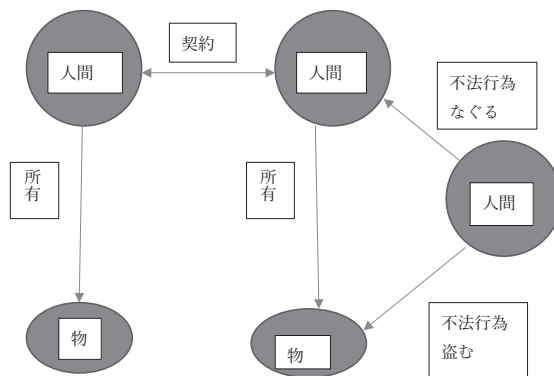 契約
人間
人間
不法行為
なぐる
所
有
所
有
人間
物
物
不法行為
盗む